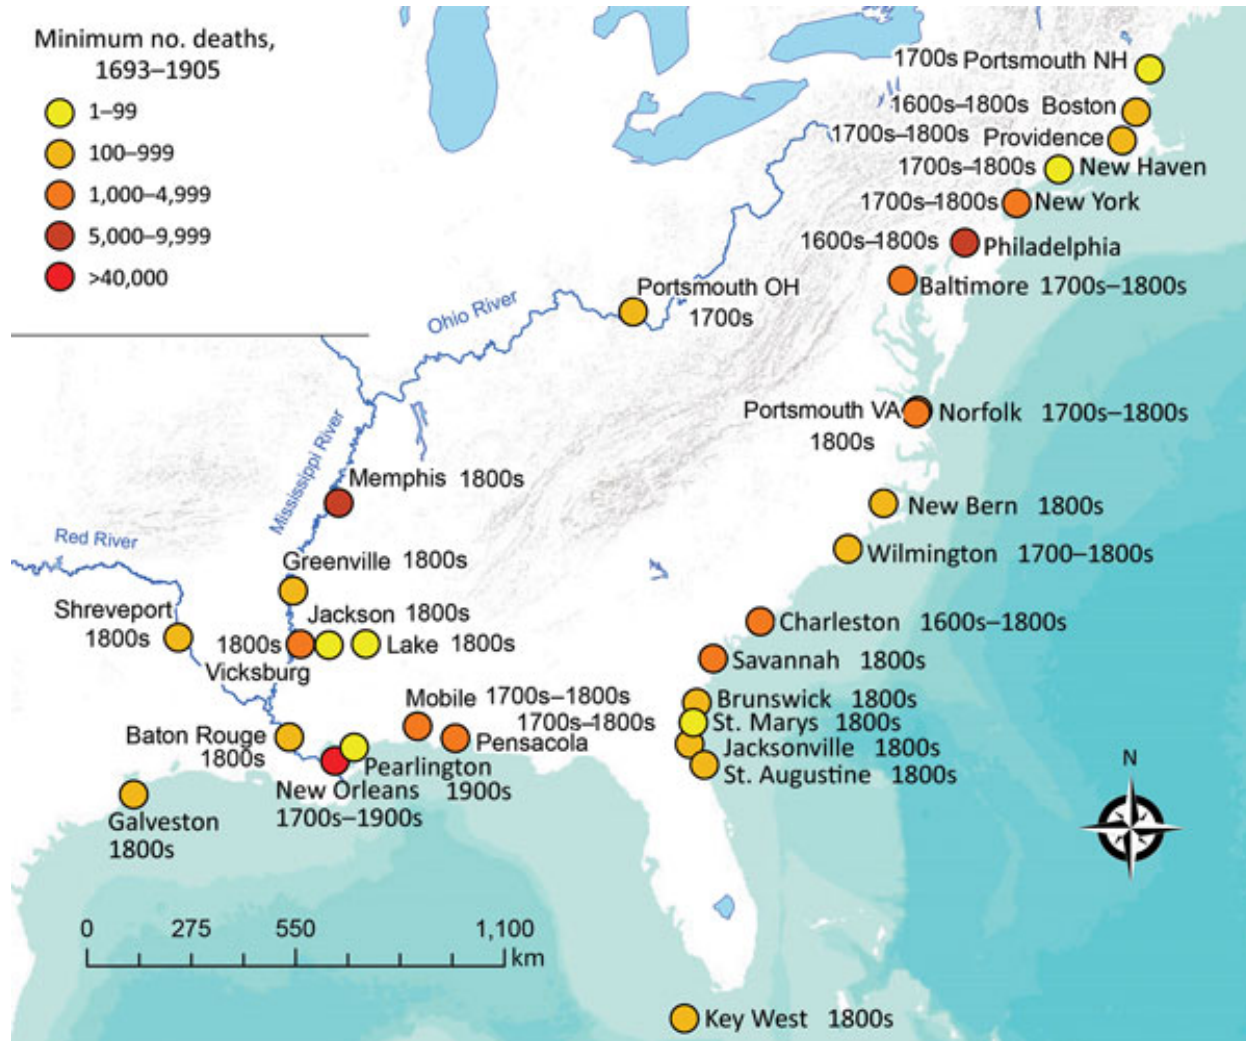 Minimum no. deaths,
1693–1905
1–99
100–999
1,000–4,999
5,000–9,999
>40,000
1700s Portsmouth NH
1600s–1800s Boston
1700s–1800s Providence
1700s–1800s New Haven
1700s–1800s New York
1600s–1800s Philadelphia
Baltimore 1700s–1800s
Portsmouth OH
1700s
Ohio River
Mississippi River
Portsmouth VA
1800s
Norfolk 1700s–1800s
Memphis 1800s
New Bern 1800s
Red River
Wilmington 1700–1800s
Greenville 1800s
Shreveport
1800s
Jackson 1800s
1800s
Vicksburg
Lake 1800s
Charleston 1600s–1800s
Savannah 1800s
Mobile 1700s–1800s
1700s–1800s
Pensacola
Brunswick 1800s
St. Marys 1800s
Jacksonville 1800s
St. Augustine 1800s
Baton Rouge
1800s
Pearlington
1900s
New Orleans
1700s–1900s
Galveston
1800s
N
0 275 550 1,100
km
Key West 1800s